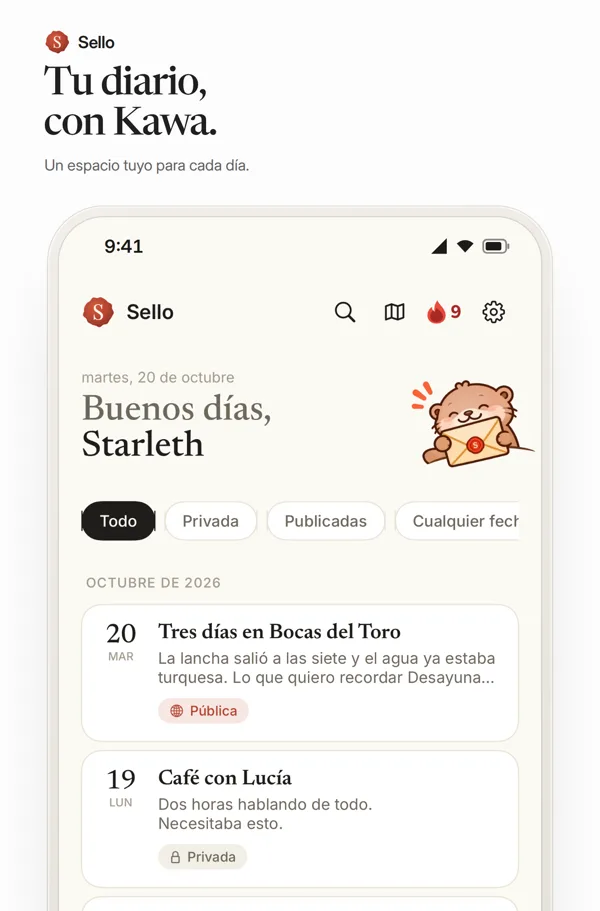 S Sello
Tu diario,
con Kawa.
Un espacio tuyo para cada día.
9:41
S Sello
9
martes, 20 de octubre
Buenos días,
Starleth
S
Todo
Privada
Publicadas
Cualquier fech
OCTUBRE DE 2026
20
MAR
Tres días en Bocas del Toro
La lancha salió a las siete y el agua ya estaba
turquesa. Lo que quiero recordar Desayuna...
Pública
19
LUN
Café con Lucía
Dos horas hablando de todo.
Necesitaba esto.
Privada